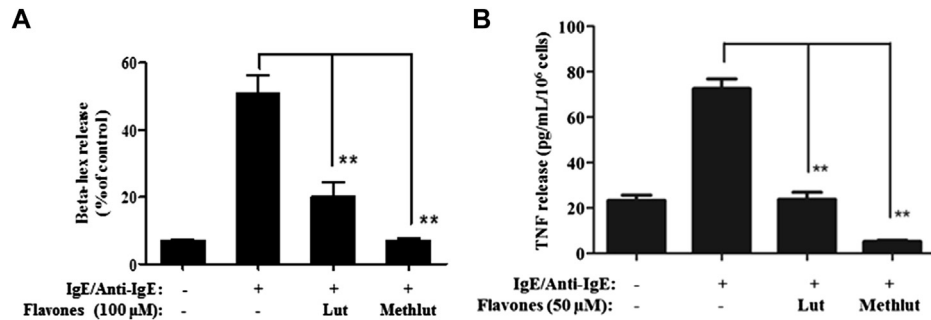 A
Beta-hex release
(% of control)
60
40
20
0
**
**
IgE/Anti-IgE: - + + +
Flavones (100 µM): - - Lut Methlut
B
TNF release (pg/mL/10⁶ cells)
100
80
60
40
20
0
**
**
IgE/Anti-IgE: - + + +
Flavones (50 µM): - - Lut Methlut